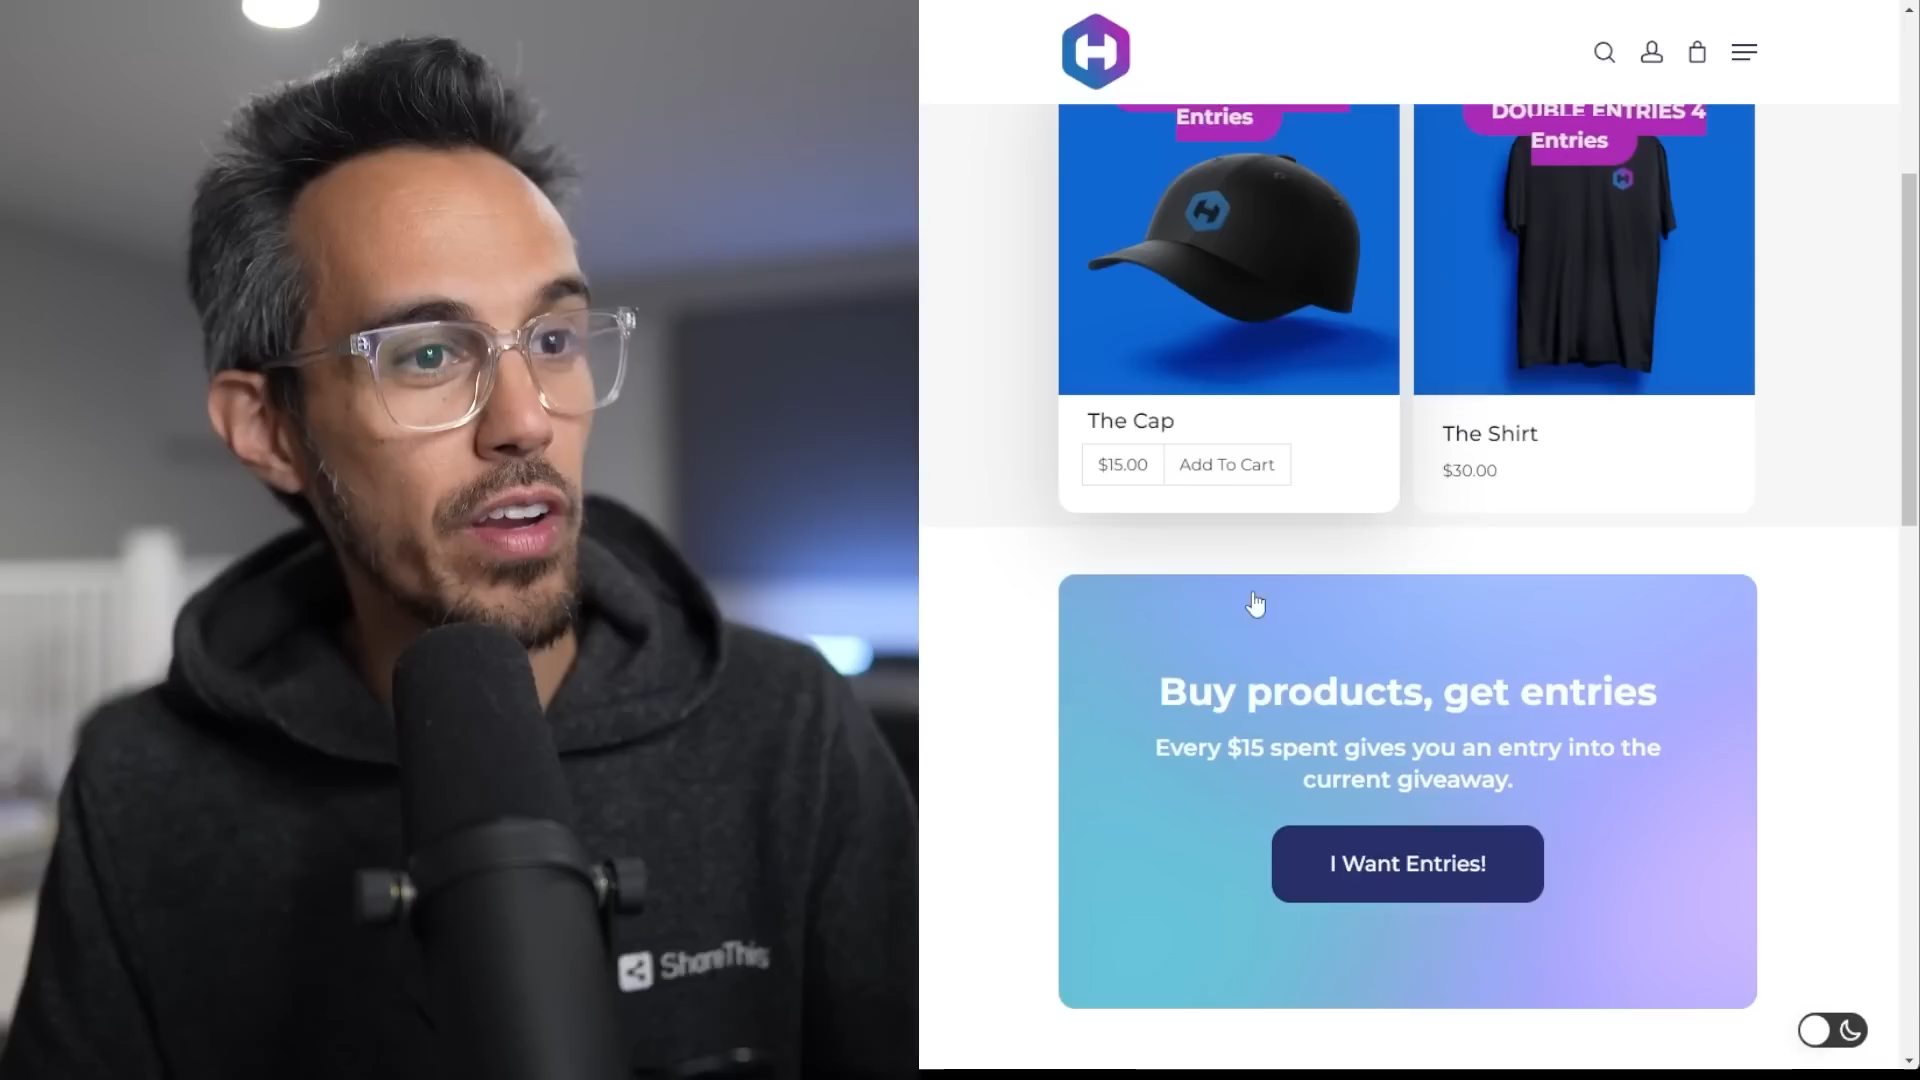 Entries
DOUBLE ENTRIES 4
Entries
The Cap
$15.00 Add To Cart
The Shirt
$30.00
Buy products, get entries
Every $15 spent gives you an entry into the
current giveaway.
I Want Entries!
ShareThis